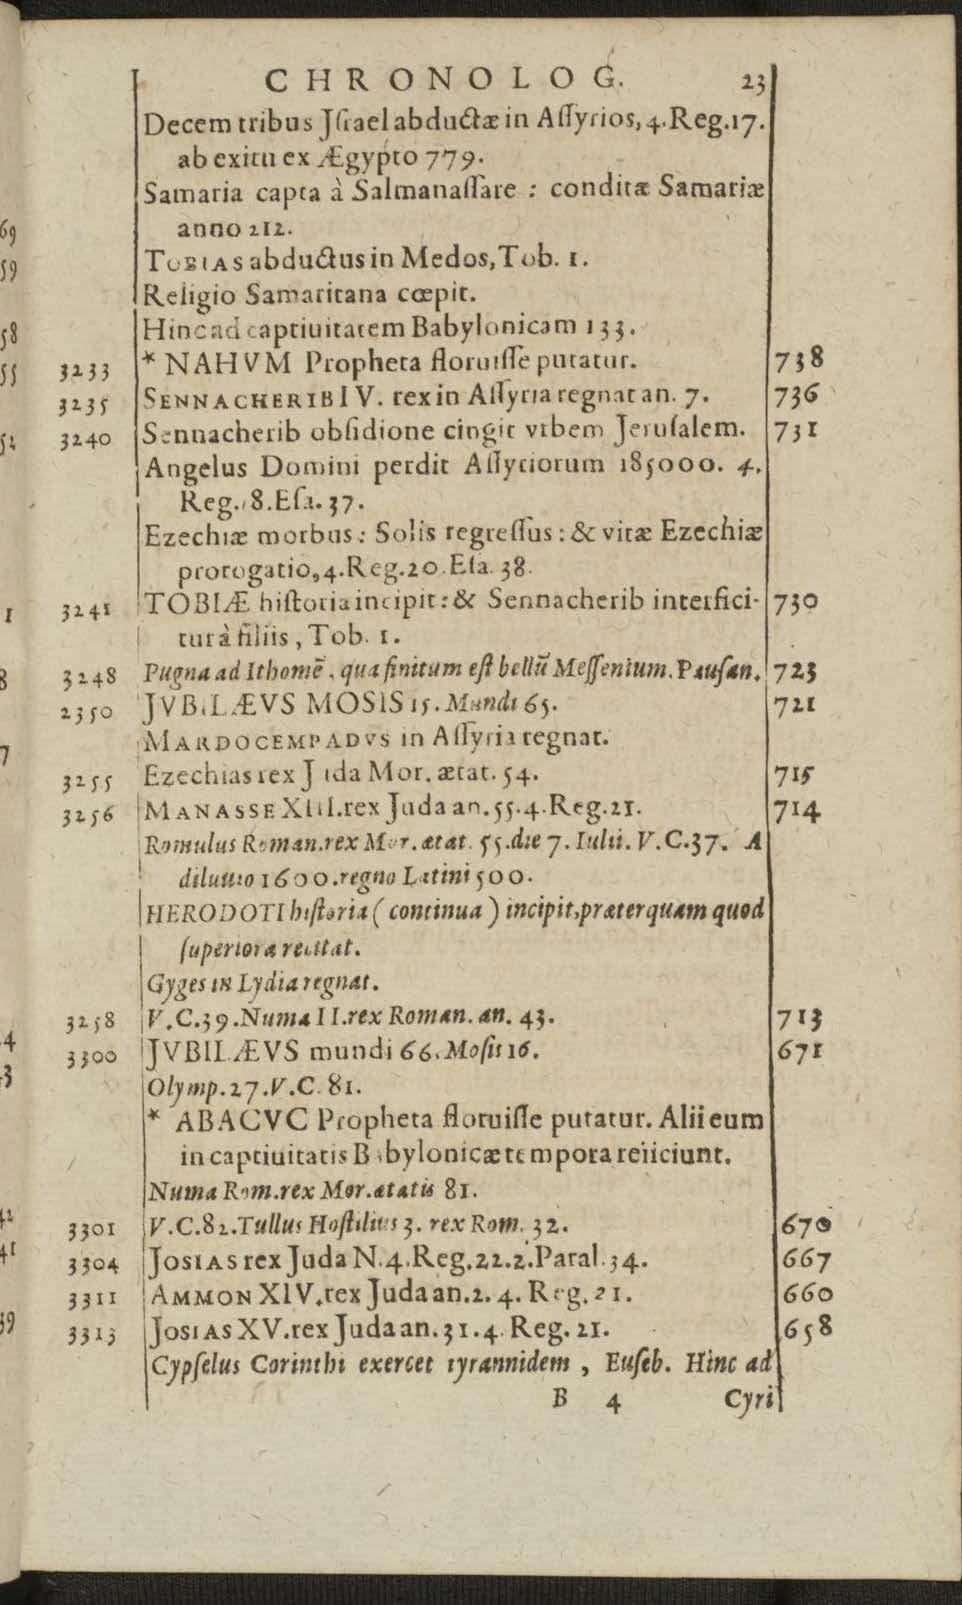 CHRONOLOG. 23
Decem tribus Jſrael abductæ in Aſſyrios, 4. Reg. 17.
ab exitu ex Ægypto 779.
Samaria capta à Salmanaſſare : conditæ Samariæ
anno 212.
TOBIAS abductus in Medos, Tob. 1.
Religio Samaritana cœpit.
Hinc ad captiuitatem Babylonicam 133.
3233 * NAHVM Propheta floruiſſe putatur. 738
3235 SENNACHERIB IV. rex in Aſſyria regnat an. 7. 736
3240 Sennacherib obſidione cingit vrbem Jeruſalem. 731
Angelus Domini perdit Aſſyriorum 185000. 4.
Reg. 18. Eſa. 37.
Ezechiæ morbus : Solis regreſſus : & vitæ Ezechiæ
prorogatio, 4. Reg. 20. Eſa. 38.
3241 TOBIÆ hiſtoria incipit : & Sennacherib interfici- 730
tur à filiis, Tob. 1.
3248 Pugna ad Ithomē, qua finitum eſt bellũ Meſſenium. Pauſan. 723
2350 JVBILÆVS MOSIS 15. Mundi 65. 721
MARDOCEMPADVS in Aſſyria regnat.
3255 Ezechias rex Juda Mor. ætat. 54. 715
3256 MANASSE XIII. rex Juda an. 55. 4. Reg. 21. 714
Romulus Roman. rex Mor. ætat. 55. die 7. Iulii. V.C. 37. A
diluuio 1600. regno Latini 500.
HERODOTI hiſtoria ( continua ) incipit, præterquam quod
ſuperiora recitat.
Gyges in Lydia regnat.
3258 V.C. 39. Numa II. rex Roman. an. 43. 713
3300 JVBILÆVS mundi 66. Moſis 16. 671
Olymp. 27. V.C. 81.
* ABACVC Propheta floruiſſe putatur. Alii eum
in captiuitatis Babylonicæ tempora reiiciunt.
Numa Rom. rex Mor. ætatis 81.
3301 V.C. 82. Tullus Hoſtilius 3. rex Rom. 32. 670
3304 JOSIAS rex Juda N. 4. Reg. 22. 2. Paral. 34. 667
3311 AMMON XIV. rex Juda an. 2. 4. Reg. 21. 660
3313 JOSIAS XV. rex Juda an. 31. 4. Reg. 21. 658
Cypſelus Corinthi exercet tyrannidem , Euſeb. Hinc ad
B 4 Cyri